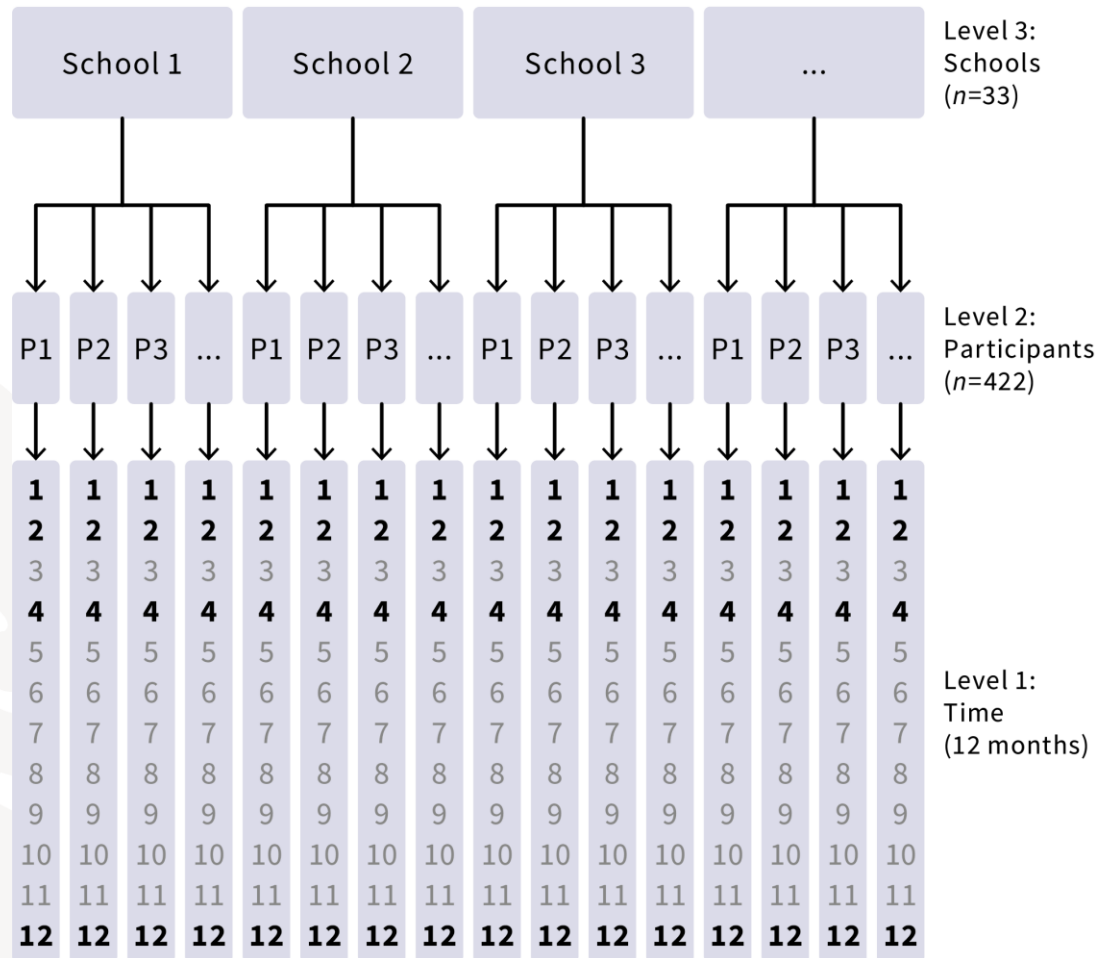 School 1 School 2 School 3 ...
Level 3:
Schools
(n=33)
P1 P2 P3 ... P1 P2 P3 ... P1 P2 P3 ... P1 P2 P3 ...
Level 2:
Participants
(n=422)
1 1 1 1 1 1 1 1 1 1 1 1 1 1 1 1
2 2 2 2 2 2 2 2 2 2 2 2 2 2 2 2
3 3 3 3 3 3 3 3 3 3 3 3 3 3 3 3
4 4 4 4 4 4 4 4 4 4 4 4 4 4 4 4
5 5 5 5 5 5 5 5 5 5 5 5 5 5 5 5
6 6 6 6 6 6 6 6 6 6 6 6 6 6 6 6
7 7 7 7 7 7 7 7 7 7 7 7 7 7 7 7
8 8 8 8 8 8 8 8 8 8 8 8 8 8 8 8
9 9 9 9 9 9 9 9 9 9 9 9 9 9 9 9
10 10 10 10 10 10 10 10 10 10 10 10 10 10 10 10
11 11 11 11 11 11 11 11 11 11 11 11 11 11 11 11
12 12 12 12 12 12 12 12 12 12 12 12 12 12 12 12
Level 1:
Time
(12 months)